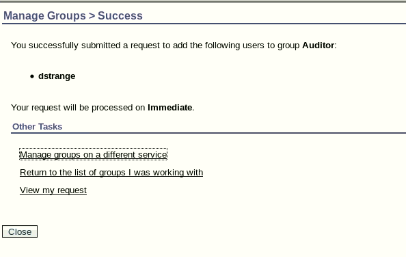 Manage Groups > Success
You successfully submitted a request to add the following users to group Auditor:
• dstrange
Your request will be processed on Immediate.
Other Tasks
Manage groups on a different service
Return to the list of groups I was working with
View my request
Close